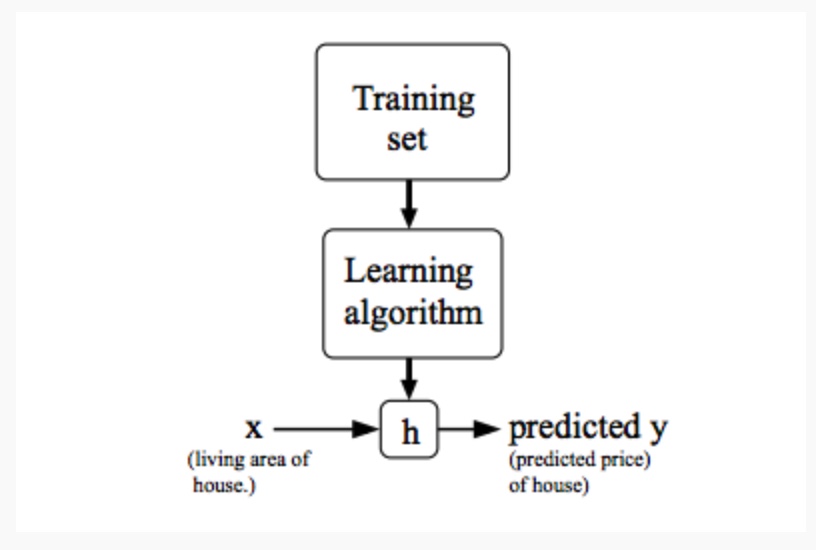 Training
set
Learning
algorithm
x
h
predicted y
(living area of
house.)
(predicted price)
of house)